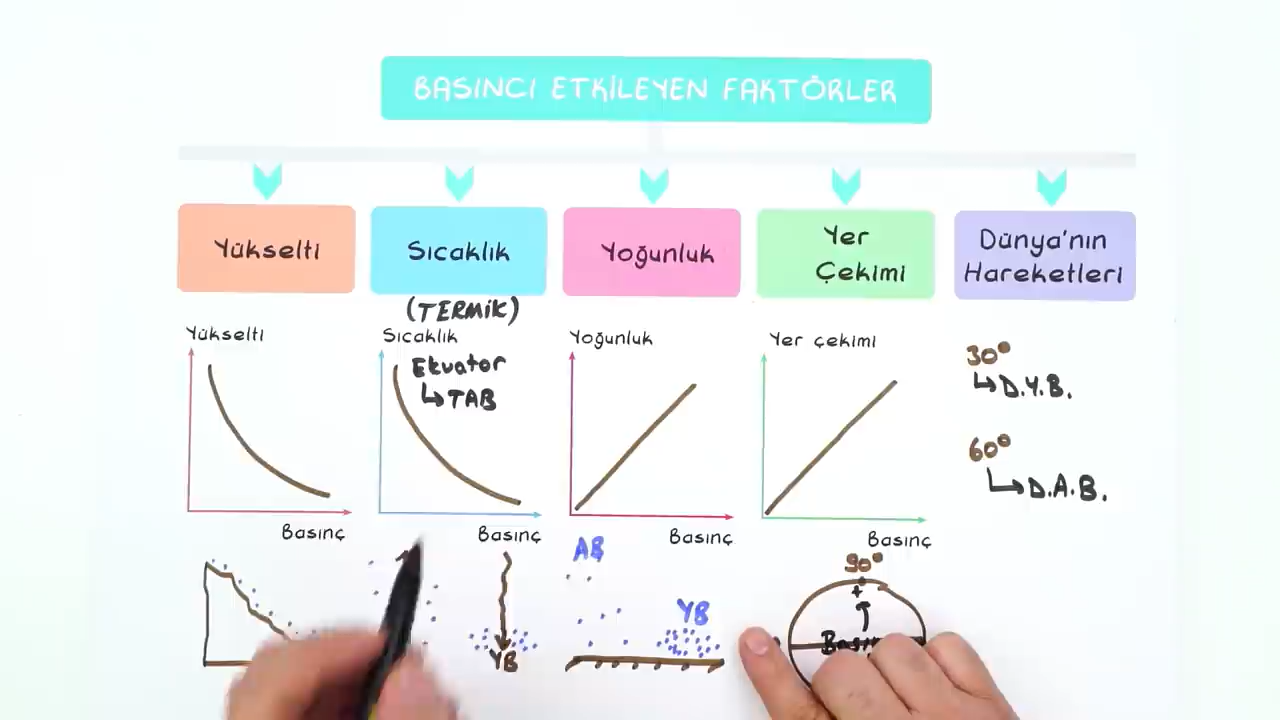 BASINCI ETKİLEYEN FAKTÖRLER
Yükselti
Sıcaklık
Yoğunluk
Yer
Çekimi
Dünya'nın
Hareketleri
(TERMİK)
Yükselti
Basınç
Sıcaklık
Ekvator
↳TAB
Basınç
YB
Yoğunluk
Basınç
AB
YB
Yer çekimi
Basınç
90°
+
30°
↳D.Y.B.
60°
↳D.A.B.